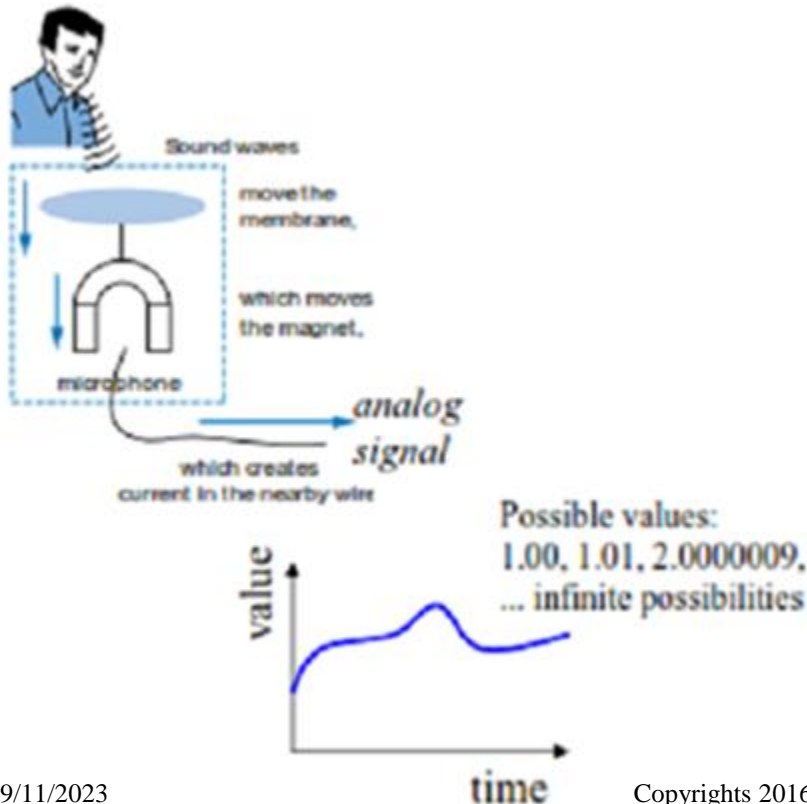 Sound waves
move the
membrane,
which moves
the magnet,
microphone
analog
signal
which creates
current in the nearby wire
Possible values:
1.00, 1.01, 2.0000009,
... infinite possibilities
value
time
9/11/2023
Copyrights 2016